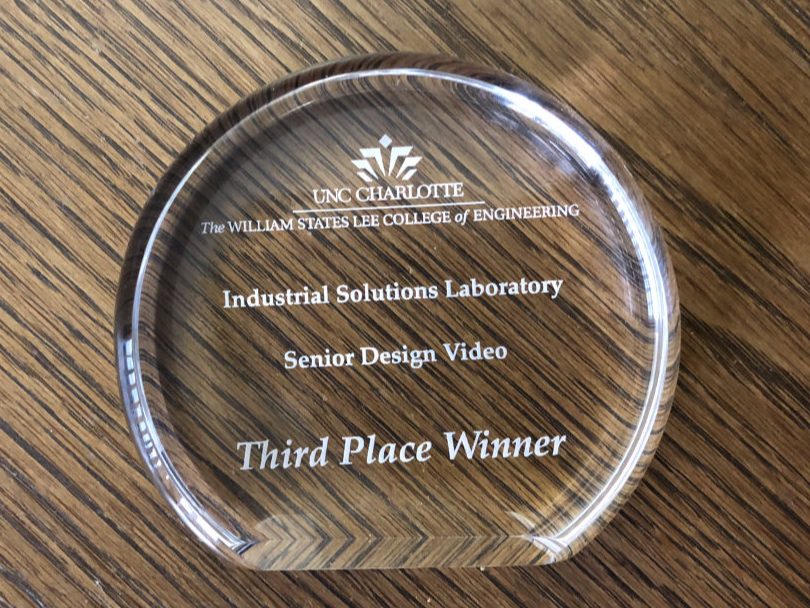 UNC CHARLOTTE
The WILLIAM STATES LEE COLLEGE of ENGINEERING
Industrial Solutions Laboratory
Senior Design Video
Third Place Winner